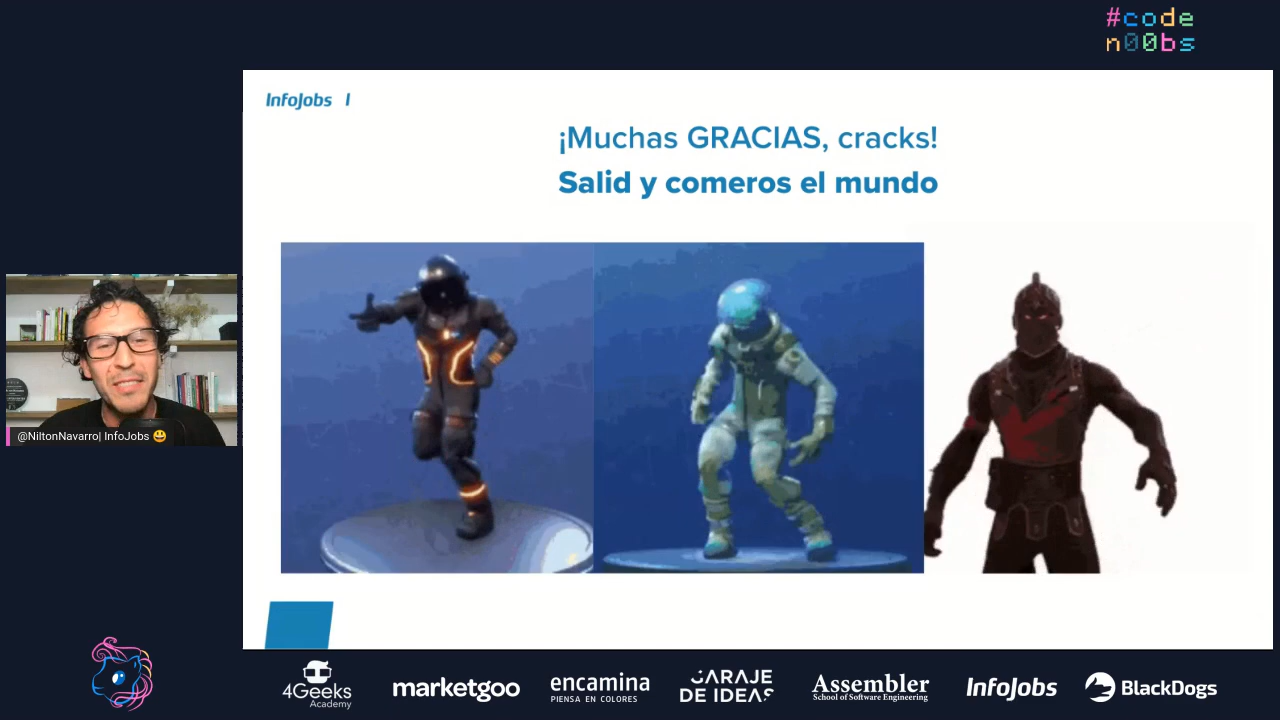 #code
n00bs
InfoJobs
¡Muchas GRACIAS, cracks!
Salid y comeros el mundo
@NiltonNavarro| InfoJobs 😃
4Geeks
Academy
marketgoo
encamina
PIENSA EN COLORES
GARAJE
DE IDEAS
Assembler
School of Software Engineering
InfoJobs
BlackDogs